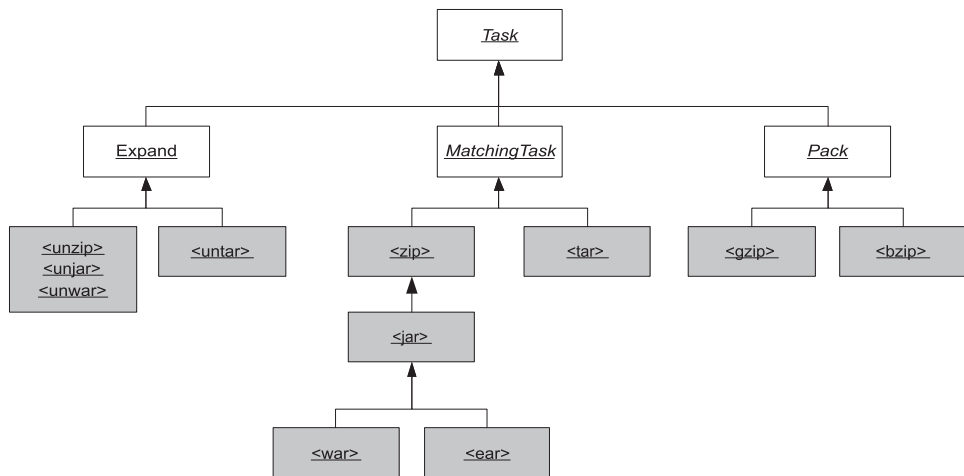 Task
Expand
MatchingTask
Pack
<unzip>
<unjar>
<unwar>
<untar>
<zip>
<tar>
<gzip>
<bzip>
<jar>
<war>
<ear>